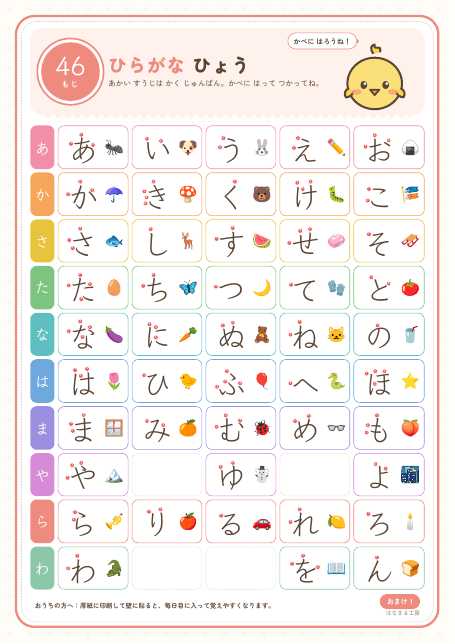 かべに はろうね！
46
もじ
ひらがな ひょう
あかい すうじは かく じゅんばん。かべに はって つかってね。
あ あ い う え お
か か き く け こ
さ さ し す せ そ
た た ち つ て と
な な に ぬ ね の
は は ひ ふ へ ほ
ま ま み む め も
や や ゆ よ
ら ら り る れ ろ
わ わ を ん
おうちの方へ：厚紙に印刷して壁に貼ると、毎日目に入って覚えやすくなります。
おまけ 1
はなまる工房